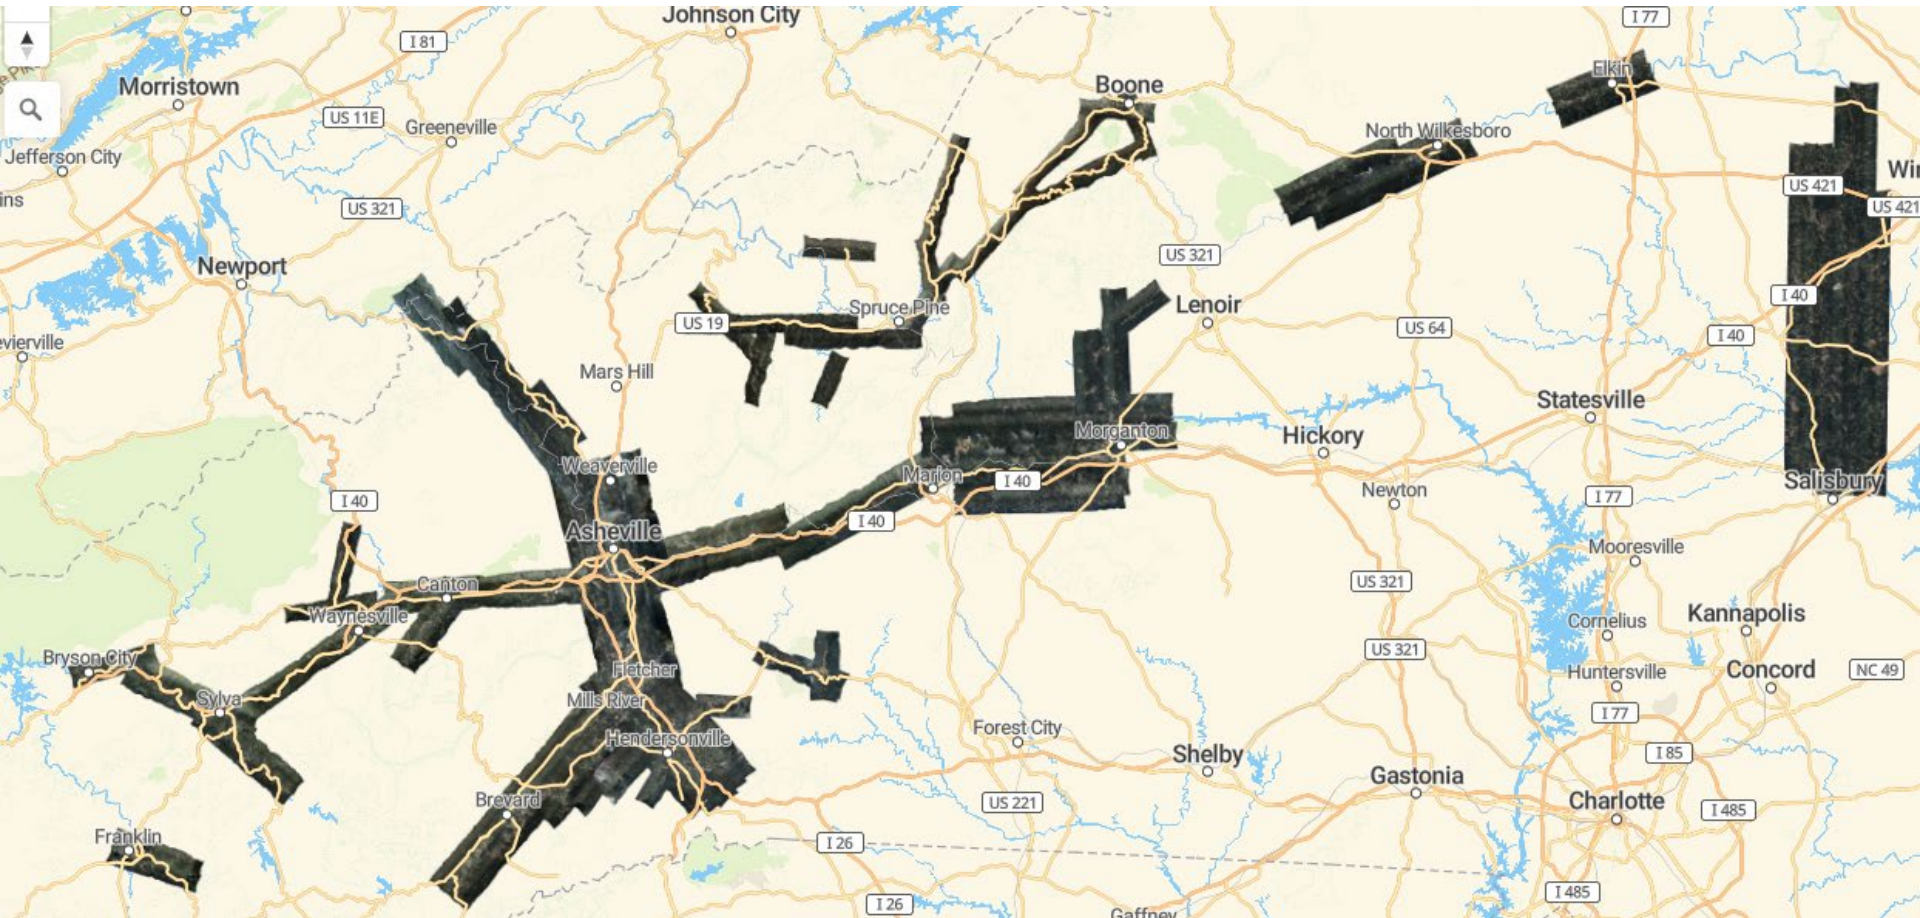 Johnson City
I 77
I 81
Elkin
Morristown
Boone
US 11E
Greeneville
North Wilkesboro
Jefferson City
Wi
US 421
ins
US 321
US 421
US 321
Newport
I 40
Spruce Pine
Lenoir
US 19
US 64
I 40
evierville
Mars Hill
Statesville
Morganton
Hickory
Weaverville
Marion
I 40
Salisbury
Newton
I 77
I 40
I 40
Asheville
Mooresville
Canton
US 321
Waynesville
Kannapolis
Cornelius
US 321
Bryson City
Fletcher
Huntersville
Concord
NC 49
Sylva
Mills River
I 77
Forest City
Hendersonville
Shelby
I 85
Gastonia
Brevard
US 221
Charlotte
I 485
Franklin
I 26
I 485
I 26
Gaffney